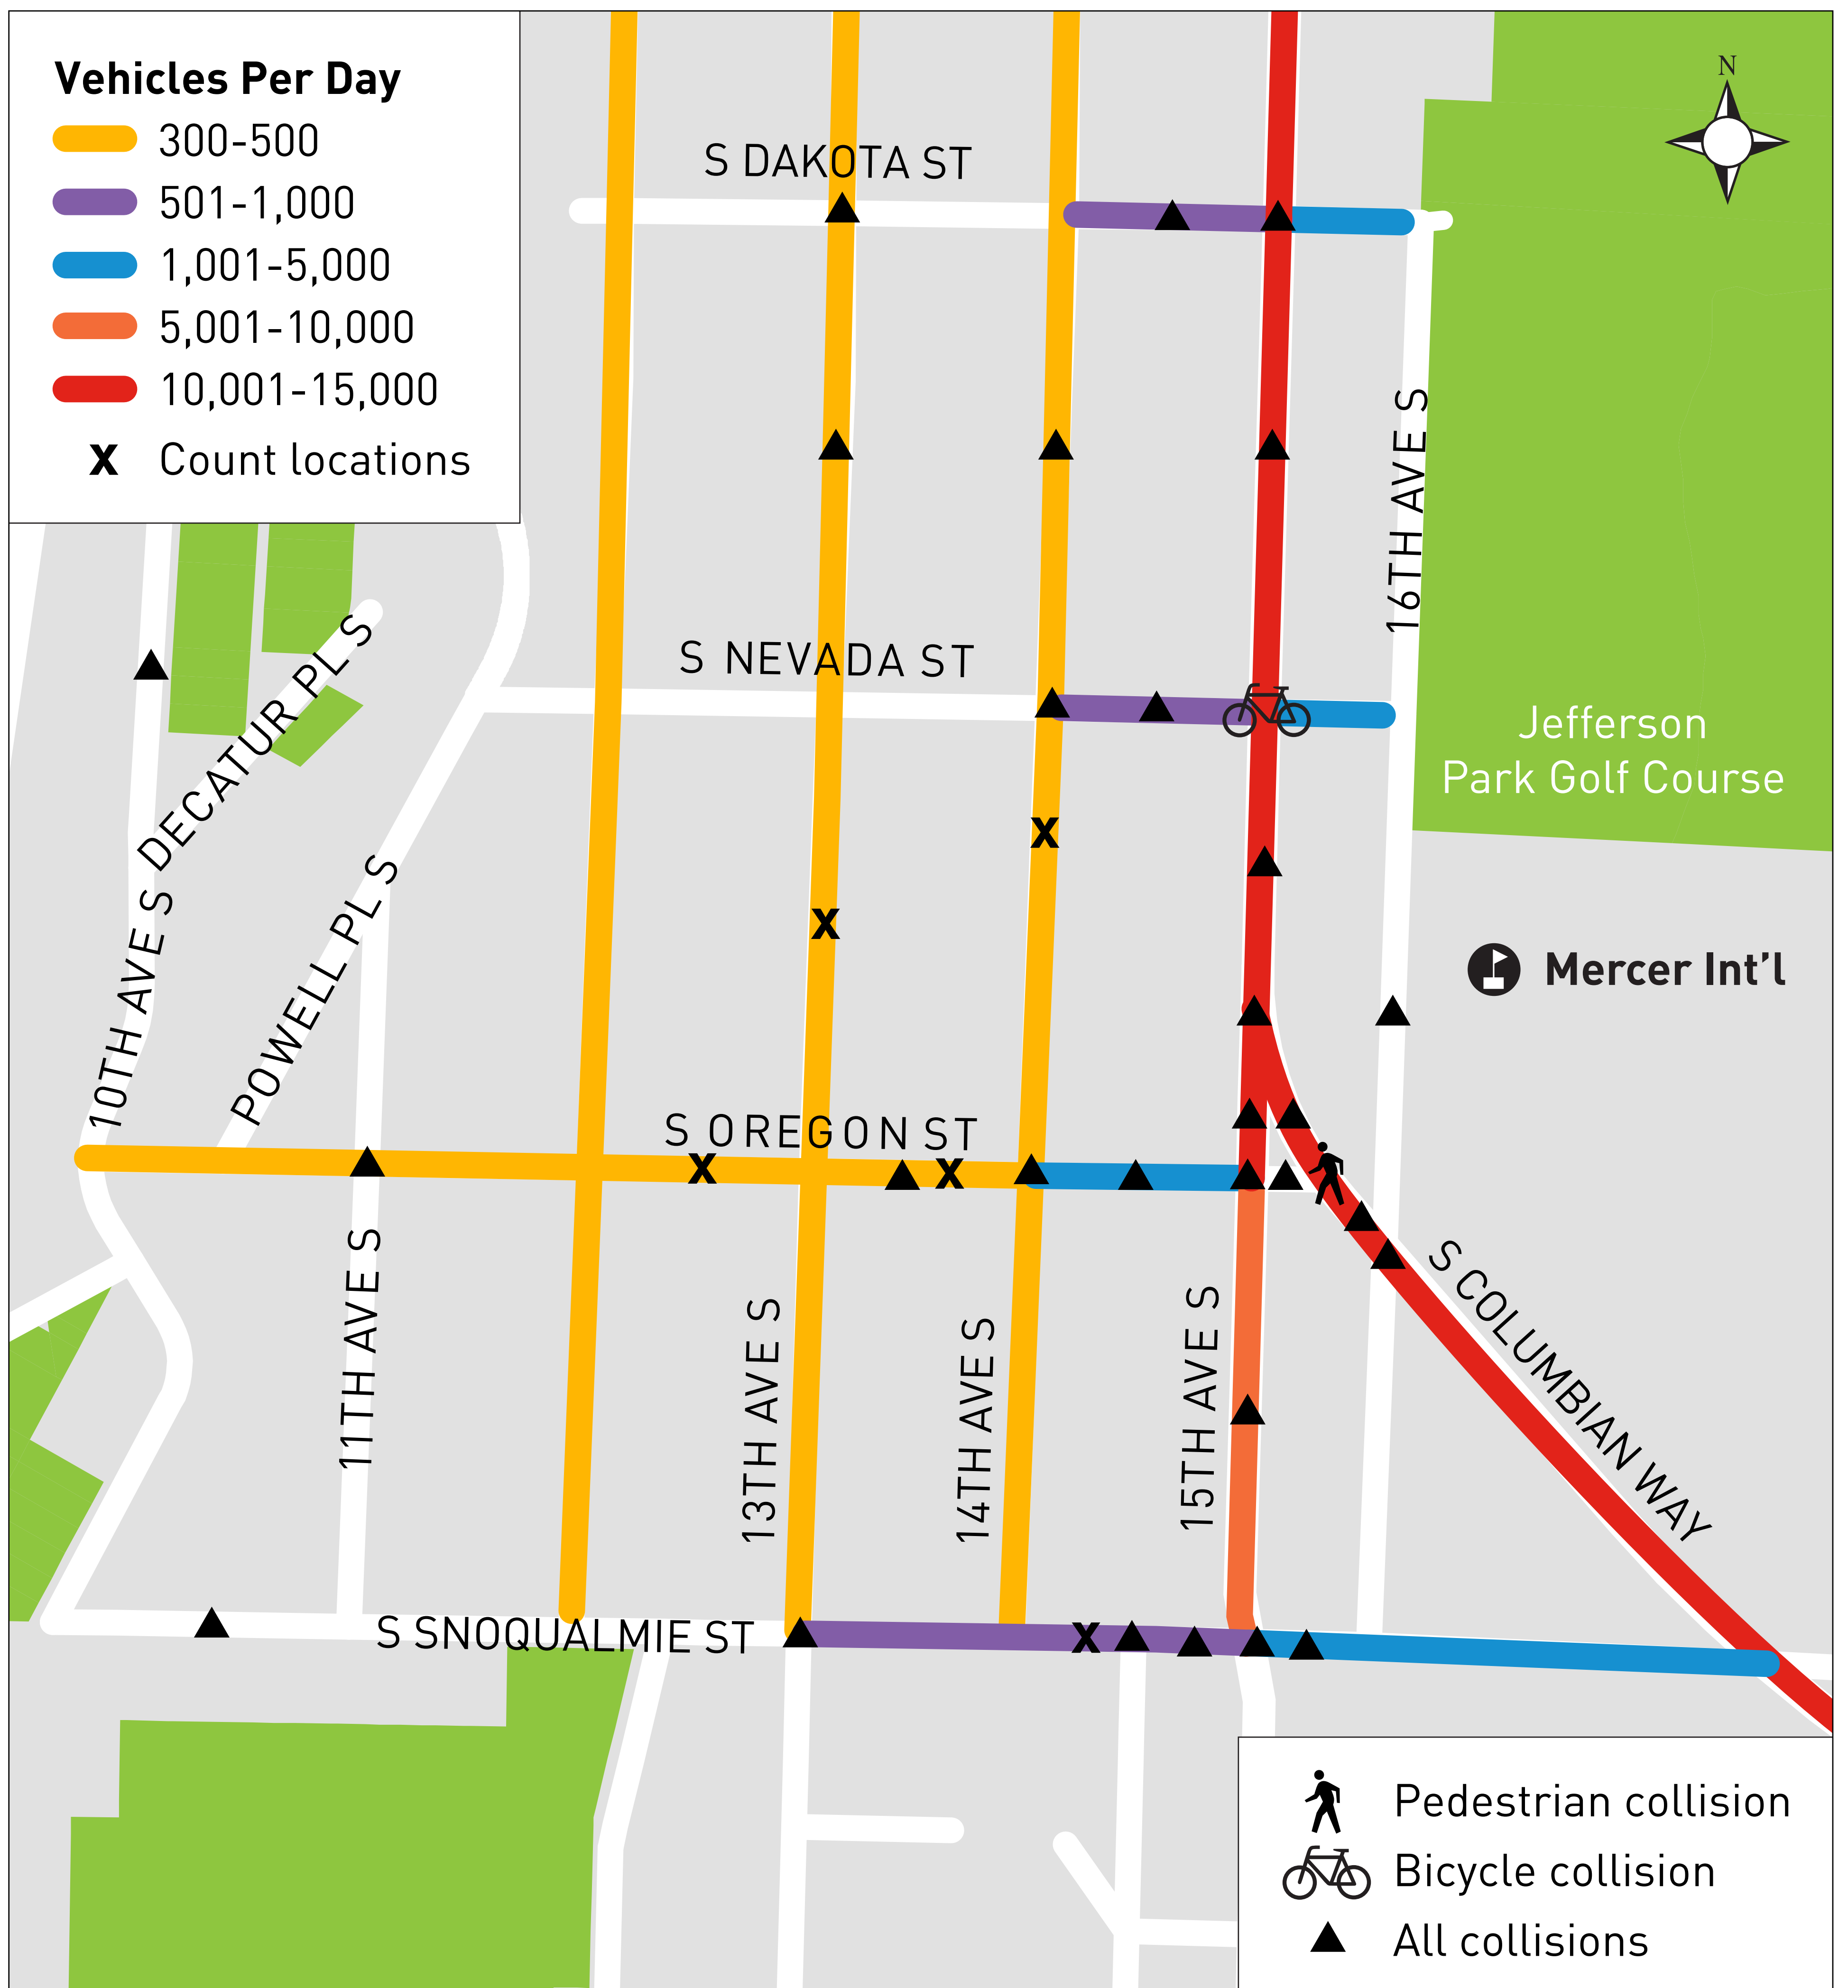 Vehicles Per Day
300-500
501-1,000
1,001-5,000
5,001-10,000
10,001-15,000
X Count locations
N
S DAKOTA ST
16TH AVE S
S NEVADA ST
DECATUR PL S
Jefferson
Park Golf Course
10TH AVE S
POWELL PL S
X
X
Mercer Int'l
S OREGON ST
X
X
11TH AVE S
13TH AVE S
14TH AVE S
15TH AVE S
S COLUMBIAN WAY
S SNOQUALMIE ST
X
Pedestrian collision
Bicycle collision
All collisions